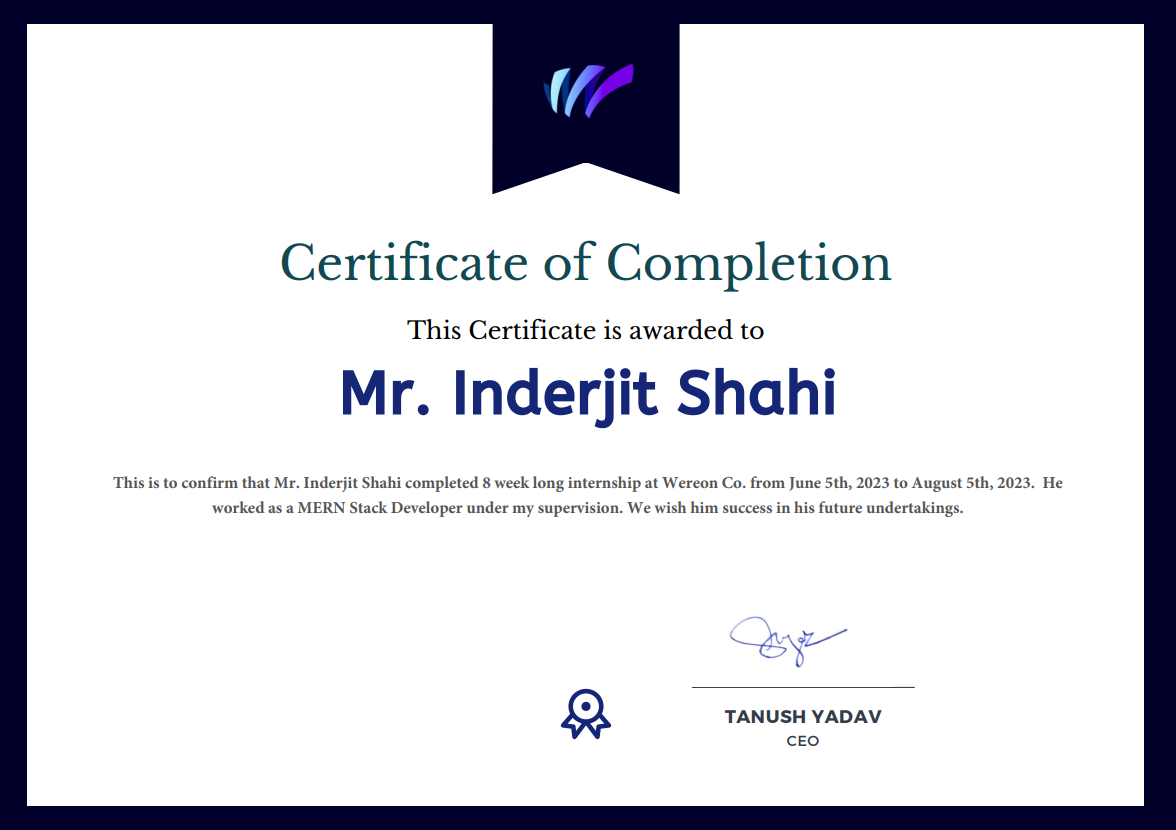 Certificate of Completion
This Certificate is awarded to
Mr. Inderjit Shahi
This is to confirm that Mr. Inderjit Shahi completed 8 week long internship at Wereon Co. from June 5th, 2023 to August 5th, 2023.  He
worked as a MERN Stack Developer under my supervision. We wish him success in his future undertakings.
TANUSH YADAV
CEO